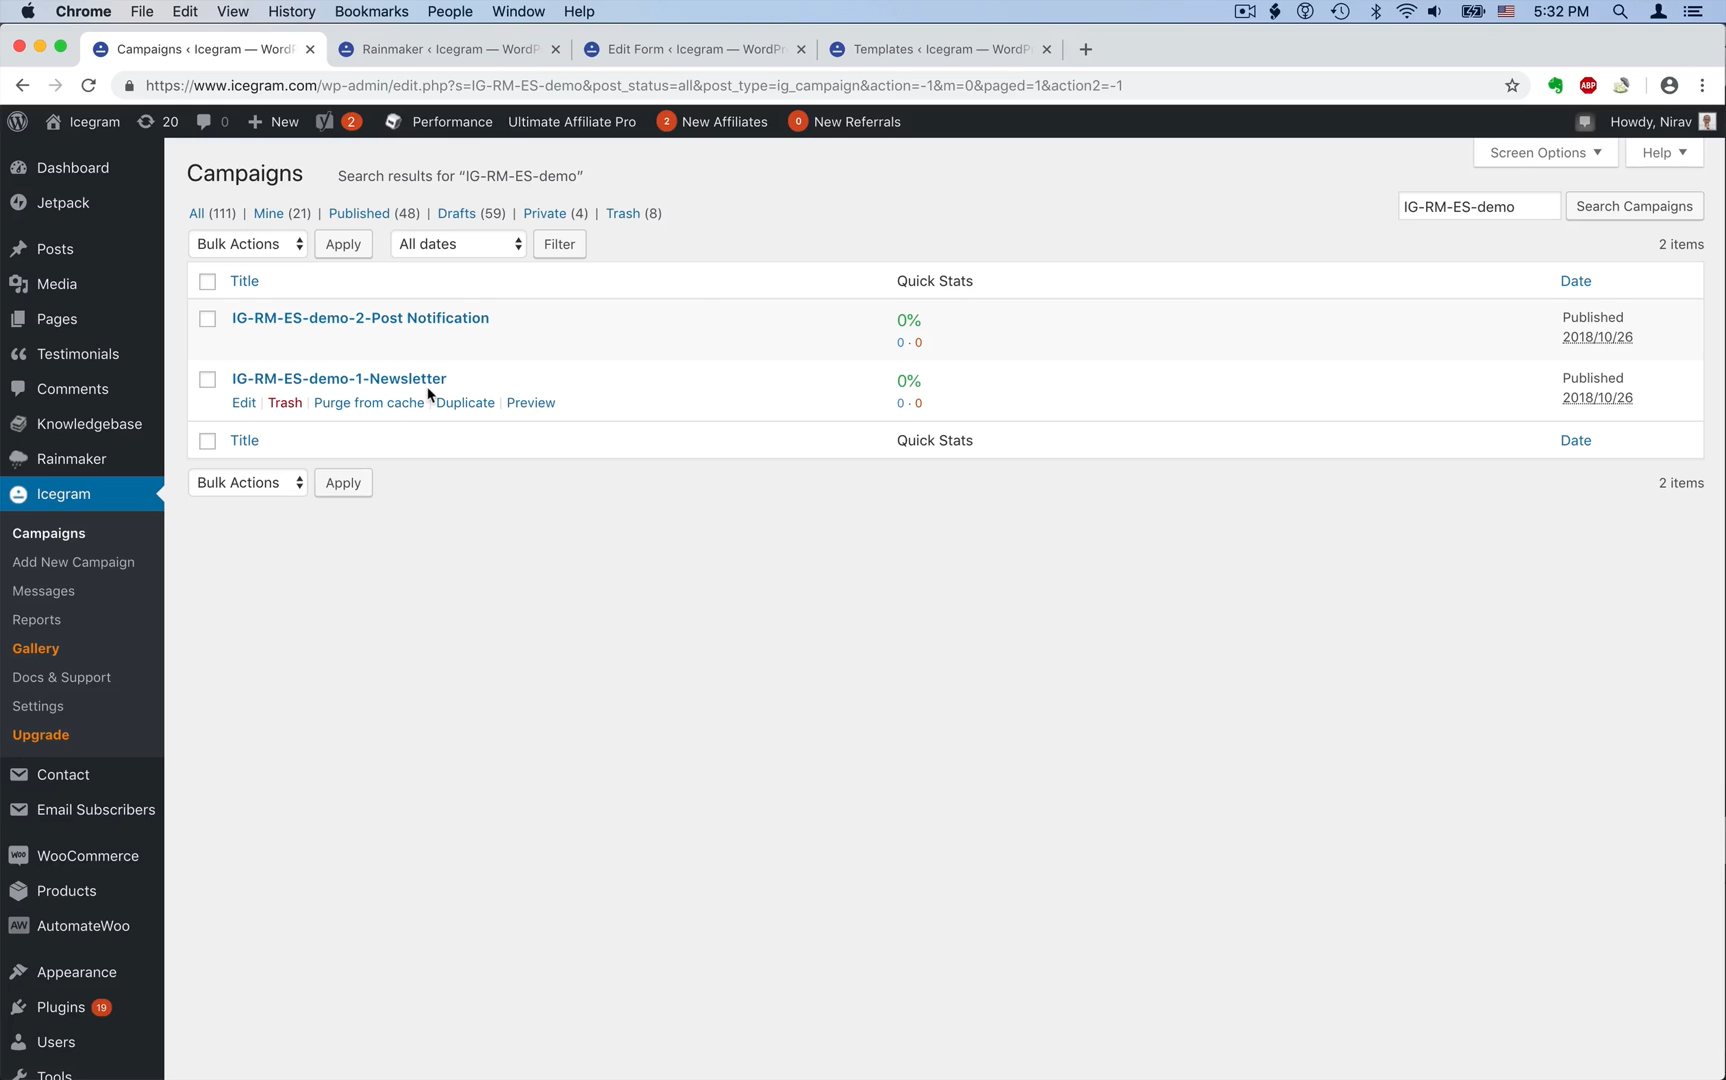 Chrome File Edit View History Bookmarks People Window Help 5:32 PM
Campaigns ‹ Icegram — WordP Rainmaker ‹ Icegram — WordP Edit Form ‹ Icegram — WordPr Templates ‹ Icegram — WordP
https://www.icegram.com/wp-admin/edit.php?s=IG-RM-ES-demo&post_status=all&post_type=ig_campaign&action=-1&m=0&paged=1&action2=-1
ABP
Icegram 20 0 New 2 Performance Ultimate Affiliate Pro 2 New Affiliates 0 New Referrals Howdy, Nirav
Screen Options Help
Dashboard
Jetpack
Posts
Media
Pages
Testimonials
Comments
Knowledgebase
Rainmaker
Icegram
Campaigns
Add New Campaign
Messages
Reports
Gallery
Docs & Support
Settings
Upgrade
Contact
Email Subscribers
WOO WooCommerce
Products
AW AutomateWoo
Appearance
Plugins 19
Users
Tools
Campaigns Search results for “IG-RM-ES-demo”
All (111) | Mine (21) | Published (48) | Drafts (59) | Private (4) | Trash (8)
IG-RM-ES-demo Search Campaigns
Bulk Actions Apply All dates Filter 2 items
Title Quick Stats Date
IG-RM-ES-demo-2-Post Notification 0% Published
0 · 0 2018/10/26
IG-RM-ES-demo-1-Newsletter 0% Published
Edit | Trash | Purge from cache | Duplicate | Preview 0 · 0 2018/10/26
Title Quick Stats Date
Bulk Actions Apply 2 items